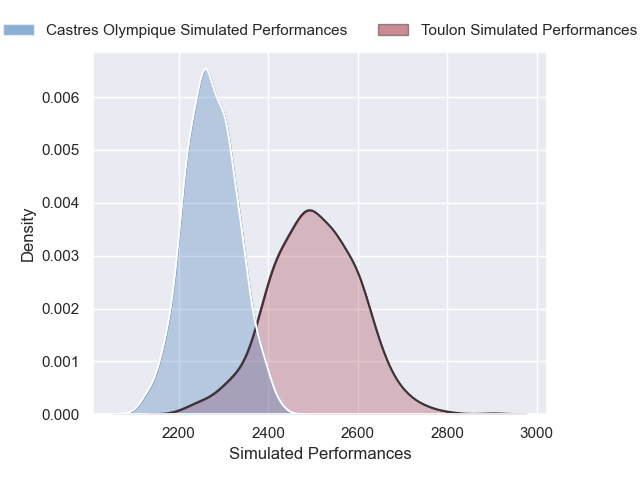 Castres Olympique Simulated Performances Toulon Simulated Performances
0.006
0.005
0.004
0.003
0.002
0.001
0.000
Density
2200 2400 2600 2800 3000
Simulated Performances